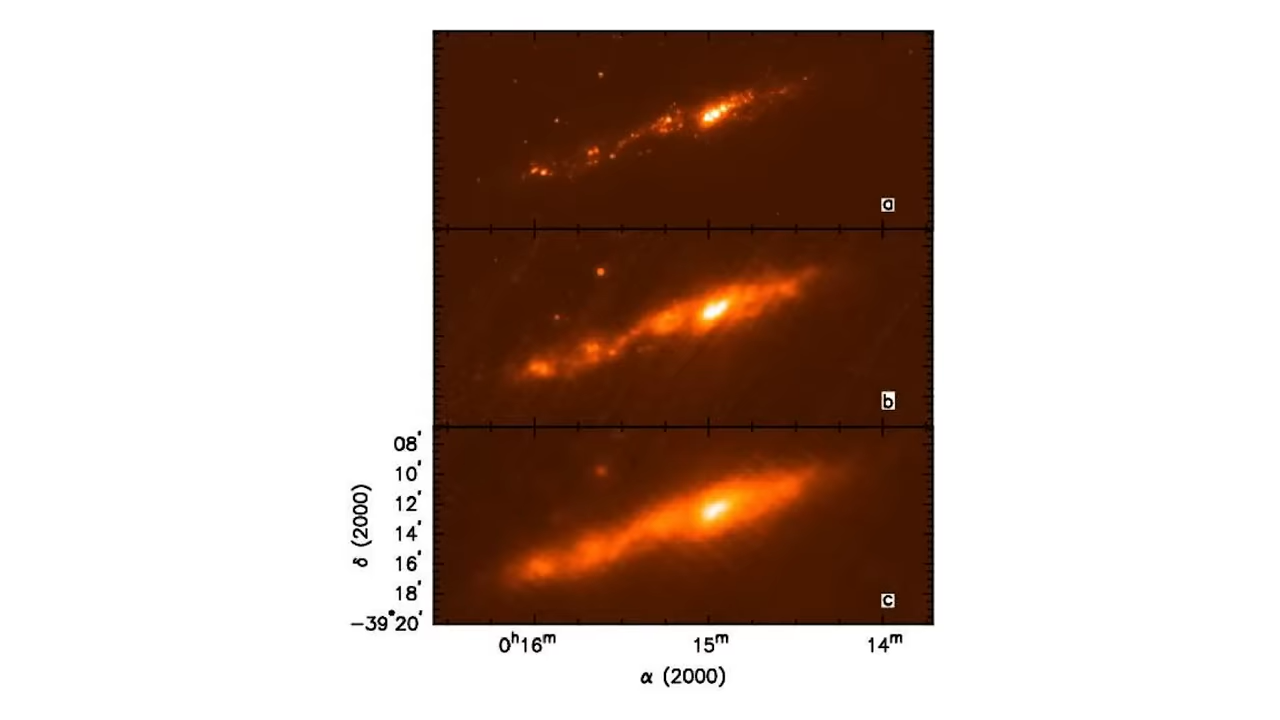 a
b
c
08'
10'
12'
14'
16'
18'
−39°20'
δ (2000)
0ʰ16ᵐ
15ᵐ
14ᵐ
α (2000)